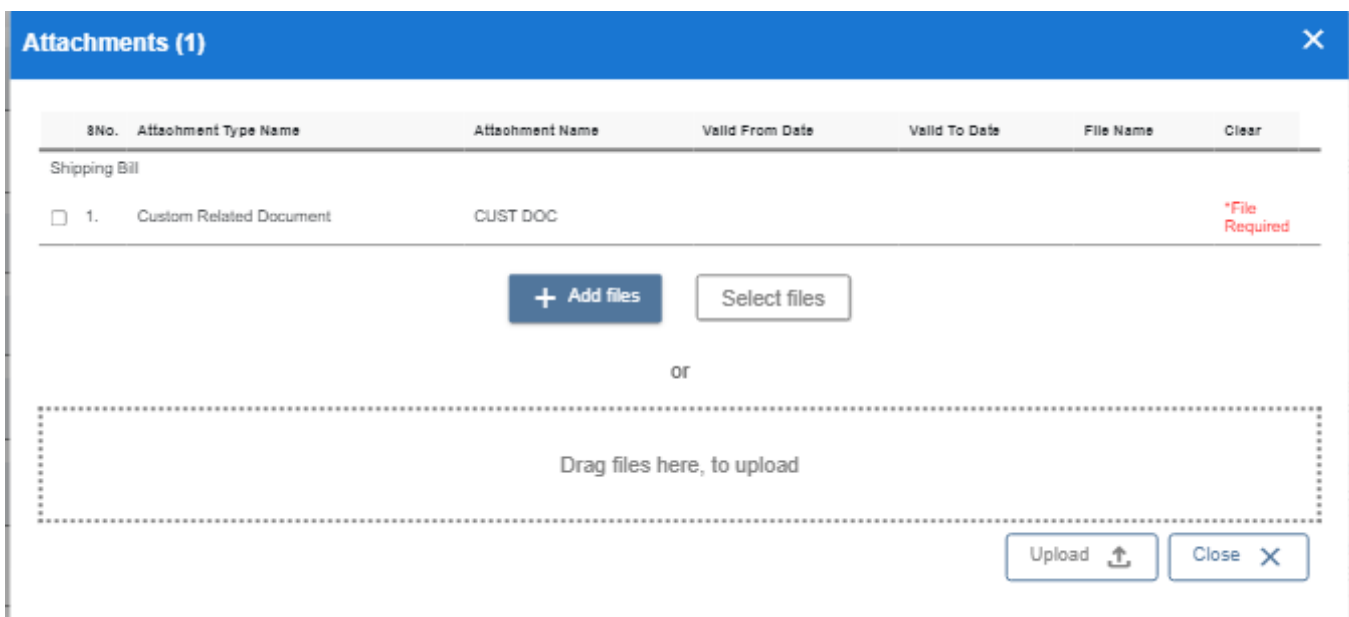 Attachments (1)
SNo. Attachment Type Name Attachment Name Valid From Date Valid To Date File Name Clear
Shipping Bill
1. Custom Related Document CUST DOC *File
Required
+ Add files Select files
or
Drag files here, to upload
Upload Close